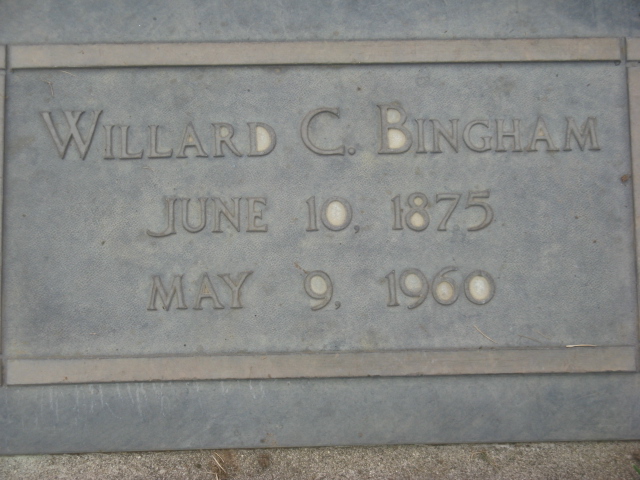 Willard C. Bingham
June 10, 1875
May 9, 1960